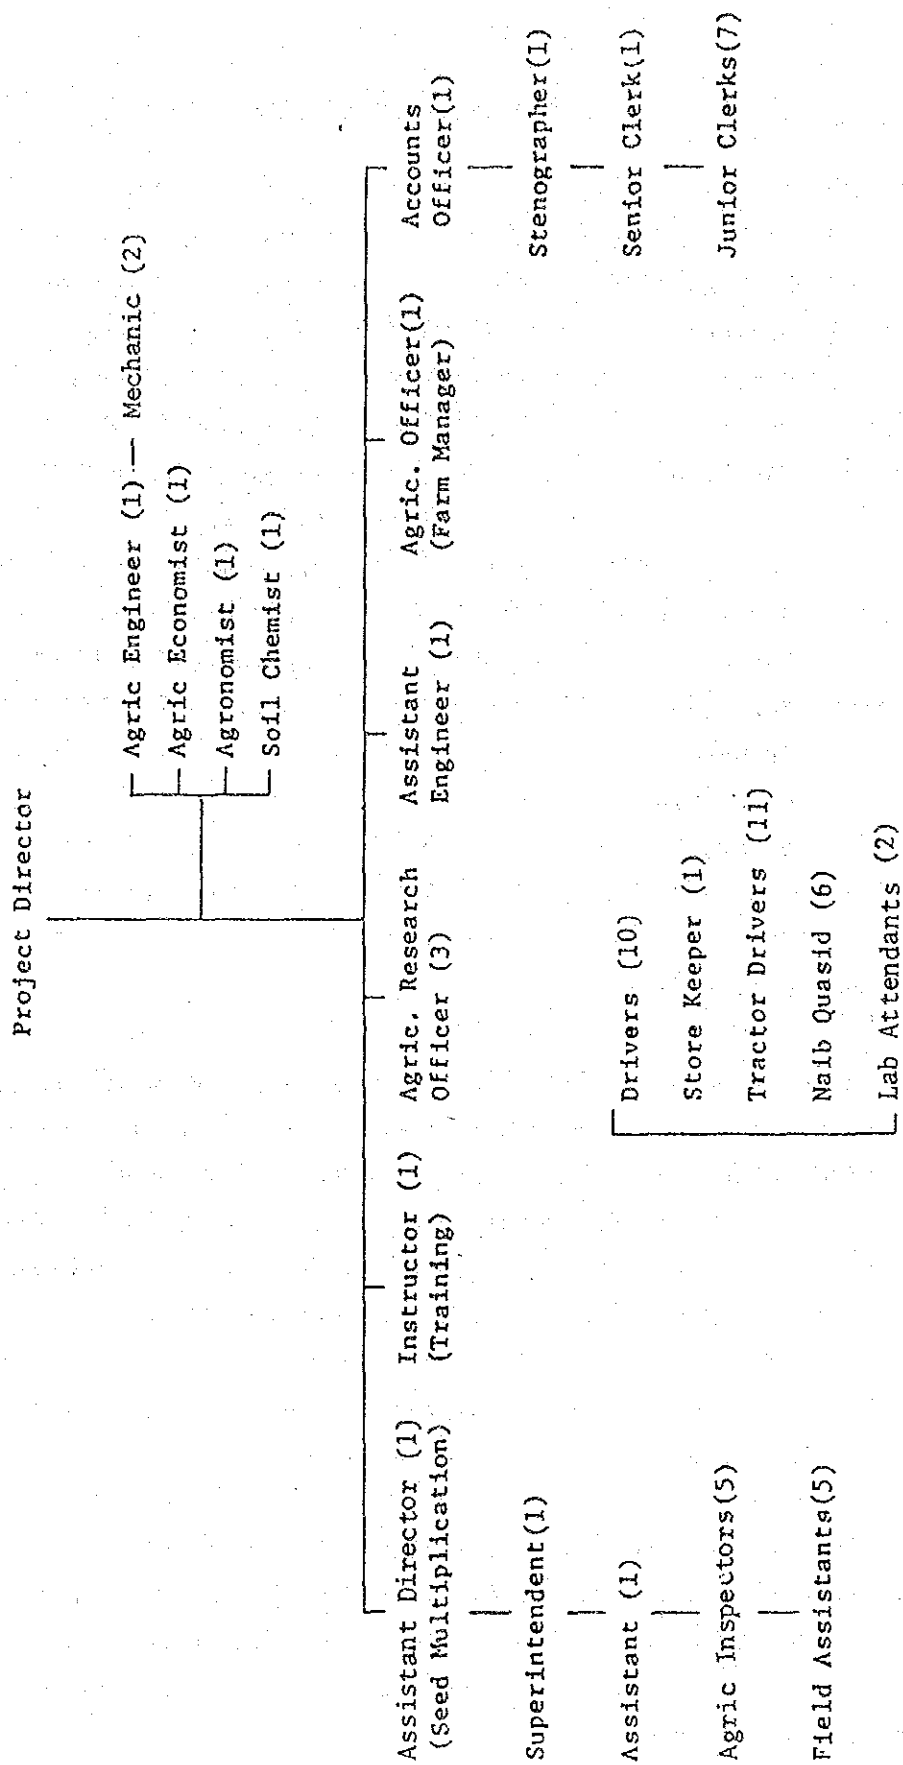 Project Director
Agric Engineer (1) — Mechanic (2)
Agric Economist (1)
Agronomist (1)
Soil Chemist (1)
Assistant Director (1)
(Seed Multiplication)
Instructor (1)
(Training)
Agric. Research
Officer (3)
Assistant
Engineer (1)
Agric. Officer(1)
(Farm Manager)
Accounts
Officer(1)
Superintendent(1)
Assistant (1)
Agric Inspectors(5)
Field Assistants(5)
Drivers (10)
Store Keeper (1)
Tractor Drivers (11)
Naib Quasid (6)
Lab Attendants (2)
Stenographer(1)
Senior Clerk(1)
Junior Clerks(7)